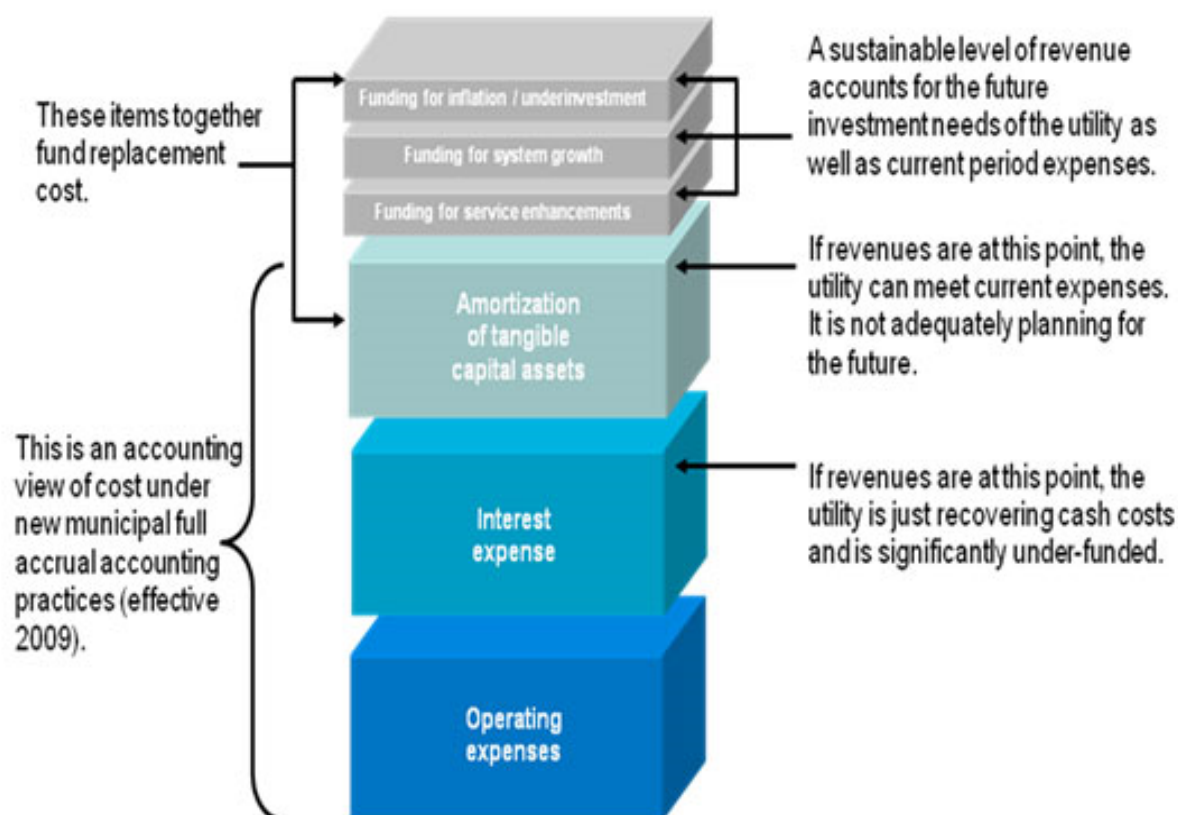 These items together
fund replacement
cost.
This is an accounting
view of cost under
new municipal full
accrual accounting
practices (effective
2009).
Funding for inflation / underinvestment
Funding for system growth
Funding for service enhancements
Amortization
of tangible
capital assets
Interest
expense
Operating
expenses
A sustainable level of revenue
accounts for the future
investment needs of the utility as
well as current period expenses.
If revenues are at this point, the
utility can meet current expenses.
It is not adequately planning for
the future.
If revenues are at this point, the
utility is just recovering cash costs
and is significantly under-funded.